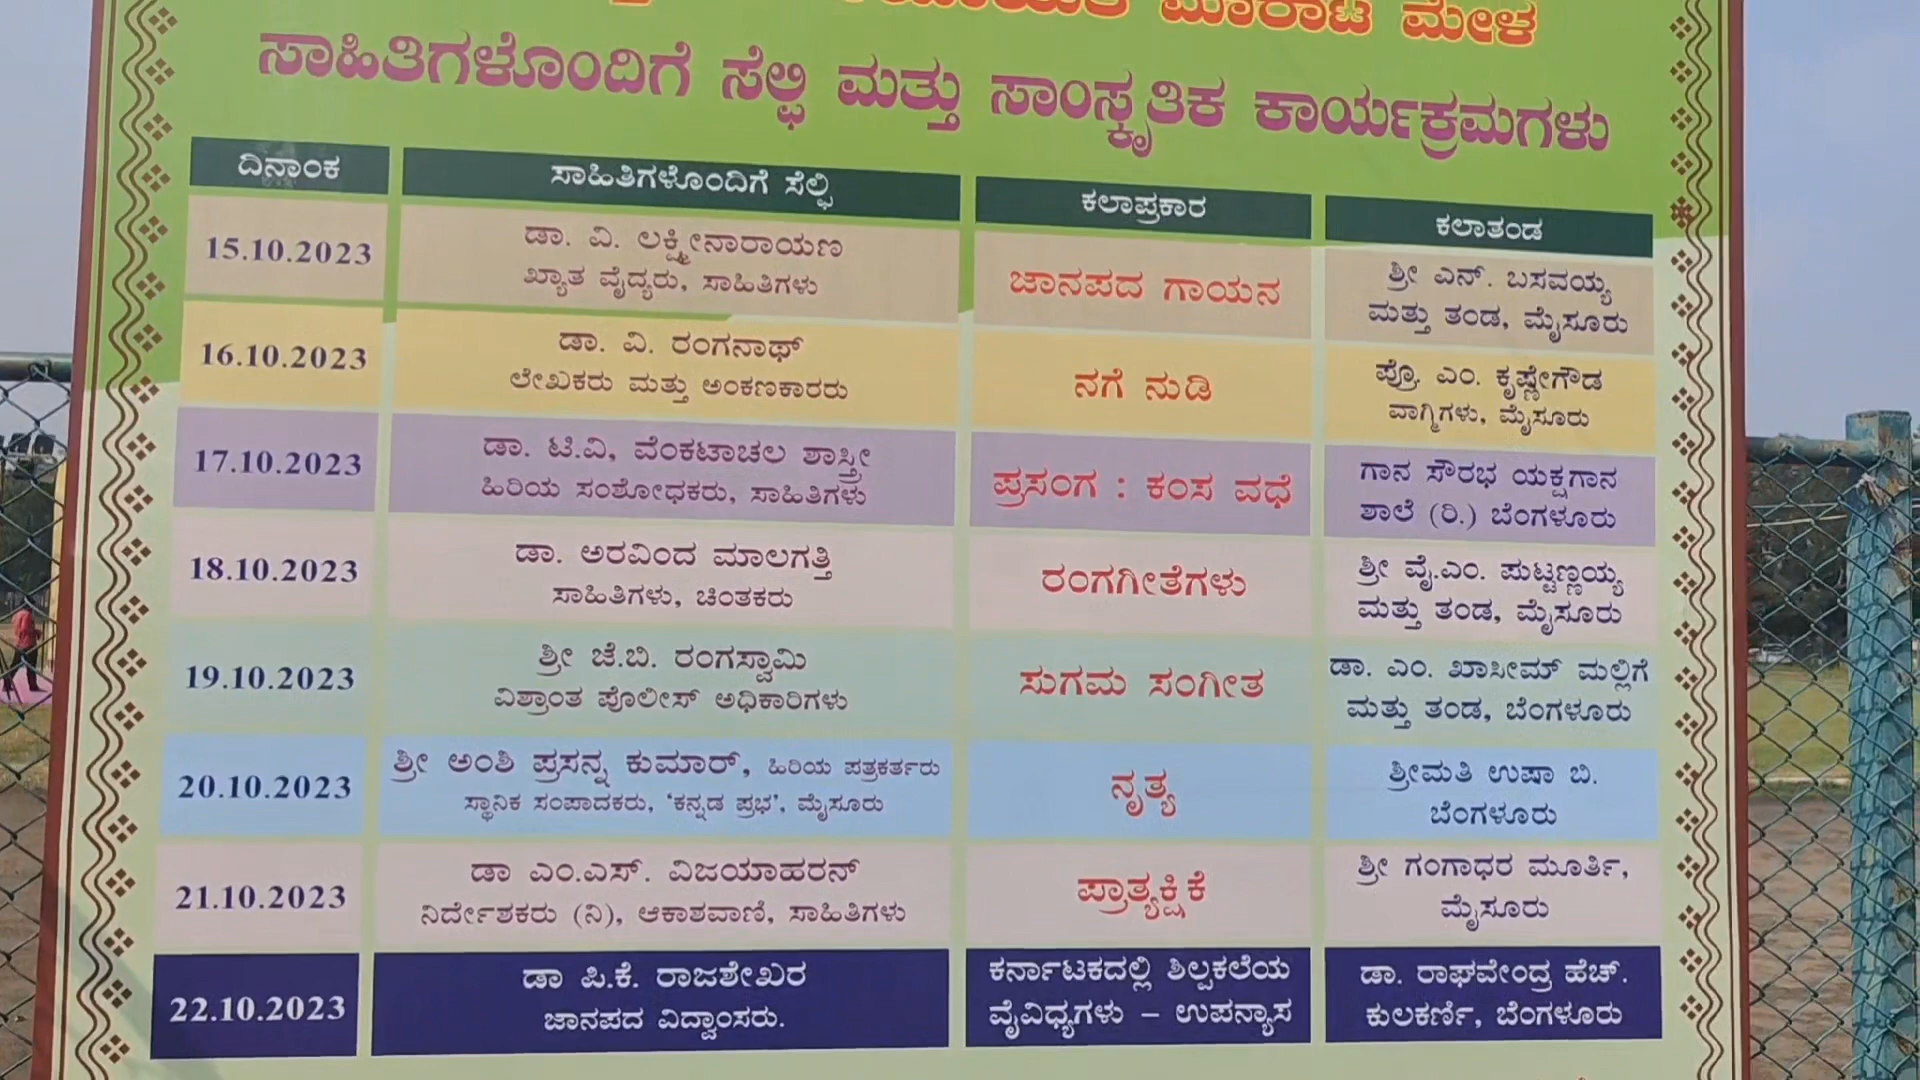 ಮಾರಾಟ ಮೇಳ
ಸಾಹಿತಿಗಳೊಂದಿಗೆ ಸೆಲ್ಫಿ ಮತ್ತು ಸಾಂಸ್ಕೃತಿಕ ಕಾರ್ಯಕ್ರಮಗಳು
ದಿನಾಂಕ ಸಾಹಿತಿಗಳೊಂದಿಗೆ ಸೆಲ್ಫಿ ಕಲಾಪ್ರಕಾರ ಕಲಾತಂಡ
15.10.2023 ಡಾ. ವಿ. ಲಕ್ಷ್ಮೀನಾರಾಯಣ
ಖ್ಯಾತ ವೈದ್ಯರು, ಸಾಹಿತಿಗಳು
ಜಾನಪದ ಗಾಯನ
ಶ್ರೀ ಎನ್. ಬಸವಯ್ಯ
ಮತ್ತು ತಂಡ, ಮೈಸೂರು
16.10.2023 ಡಾ. ವಿ. ರಂಗನಾಥ್
ಲೇಖಕರು ಮತ್ತು ಅಂಕಣಕಾರರು
ನಗೆ ನುಡಿ
ಪ್ರೊ. ಎಂ. ಕೃಷ್ಣೇಗೌಡ
ವಾಗ್ಮಿಗಳು, ಮೈಸೂರು
17.10.2023 ಡಾ. ಟಿ.ವಿ, ವೆಂಕಟಾಚಲ ಶಾಸ್ತ್ರೀ
ಹಿರಿಯ ಸಂಶೋಧಕರು, ಸಾಹಿತಿಗಳು
ಪ್ರಸಂಗ : ಕಂಸ ವಧೆ
ಗಾನ ಸೌರಭ ಯಕ್ಷಗಾನ
ಶಾಲೆ (ರಿ.) ಬೆಂಗಳೂರು
18.10.2023 ಡಾ. ಅರವಿಂದ ಮಾಲಗತ್ತಿ
ಸಾಹಿತಿಗಳು, ಚಿಂತಕರು
ರಂಗಗೀತೆಗಳು
ಶ್ರೀ ವೈ.ಎಂ. ಪುಟ್ಟಣ್ಣಯ್ಯ
ಮತ್ತು ತಂಡ, ಮೈಸೂರು
19.10.2023 ಶ್ರೀ ಜೆ.ಬಿ. ರಂಗಸ್ವಾಮಿ
ವಿಶ್ರಾಂತ ಪೊಲೀಸ್ ಅಧಿಕಾರಿಗಳು
ಸುಗಮ ಸಂಗೀತ
ಡಾ. ಎಂ. ಖಾಸೀಮ್ ಮಲ್ಲಿಗೆ
ಮತ್ತು ತಂಡ, ಬೆಂಗಳೂರು
20.10.2023 ಶ್ರೀ ಅಂಶಿ ಪ್ರಸನ್ನ ಕುಮಾರ್, ಹಿರಿಯ ಪತ್ರಕರ್ತರು
ಸ್ಥಾನಿಕ ಸಂಪಾದಕರು, ‘ಕನ್ನಡ ಪ್ರಭ’, ಮೈಸೂರು
ನೃತ್ಯ
ಶ್ರೀಮತಿ ಉಷಾ ಬಿ.
ಬೆಂಗಳೂರು
21.10.2023 ಡಾ ಎಂ.ಎಸ್. ವಿಜಯಾಹರನ್
ನಿರ್ದೇಶಕರು (ನಿ), ಆಕಾಶವಾಣಿ, ಸಾಹಿತಿಗಳು
ಪ್ರಾತ್ಯಕ್ಷಿಕೆ
ಶ್ರೀ ಗಂಗಾಧರ ಮೂರ್ತಿ,
ಮೈಸೂರು
22.10.2023 ಡಾ ಪಿ.ಕೆ. ರಾಜಶೇಖರ
ಜಾನಪದ ವಿದ್ವಾಂಸರು.
ಕರ್ನಾಟಕದಲ್ಲಿ ಶಿಲ್ಪಕಲೆಯ
ವೈವಿಧ್ಯಗಳು – ಉಪನ್ಯಾಸ
ಡಾ. ರಾಘವೇಂದ್ರ ಹೆಚ್.
ಕುಲಕರ್ಣಿ, ಬೆಂಗಳೂರು